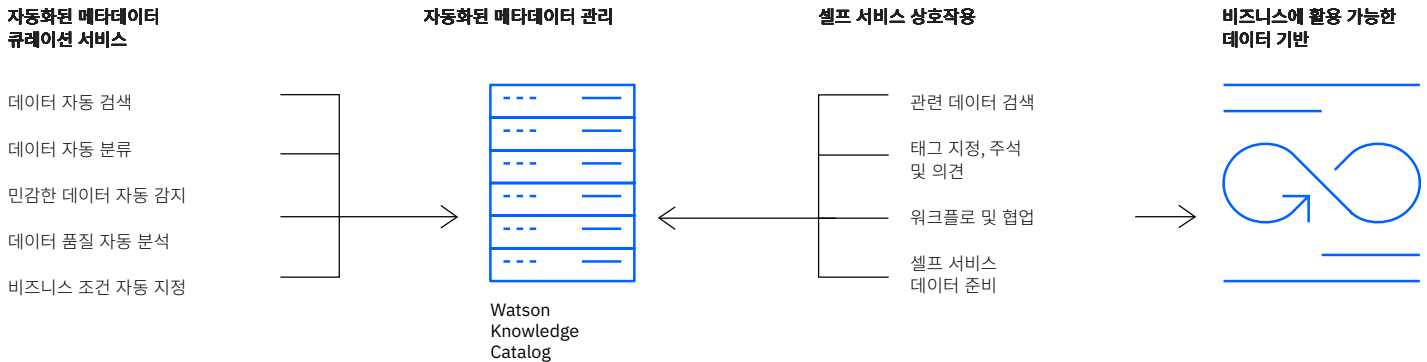 자동화된 메타데이터
큐레이션 서비스
데이터 자동 검색
데이터 자동 분류
민감한 데이터 자동 감지
데이터 품질 자동 분석
비즈니스 조건 자동 지정
자동화된 메타데이터 관리
Watson
Knowledge
Catalog
셀프 서비스 상호작용
관련 데이터 검색
태그 지정, 주석
및 의견
워크플로 및 협업
셀프 서비스
데이터 준비
비즈니스에 활용 가능한
데이터 기반